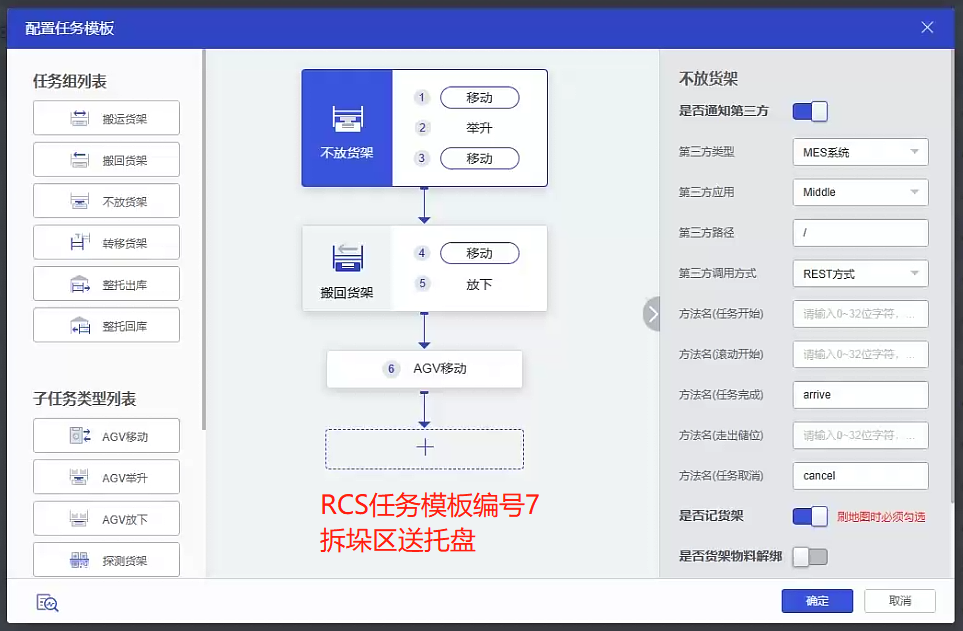 配置任务模板
任务组列表
搬运货架
搬回货架
不放货架
转移货架
整托出库
整托回库
子任务类型列表
AGV移动
AGV举升
AGV放下
探测货架
不放货架
1 移动
2 举升
3 移动
搬回货架
4 移动
5 放下
6 AGV移动
RCS任务模板编号7
拆垛区送托盘
不放货架
是否通知第三方
第三方类型 MES系统
第三方应用 Middle
第三方路径 /
第三方调用方式 REST方式
方法名(任务开始) 请输入0~32位字符，...
方法名(滚动开始) 请输入0~32位字符，...
方法名(任务完成) arrive
方法名(走出储位) 请输入0~32位字符，...
方法名(任务取消) cancel
是否记货架 刷地图时必须勾选
是否货架物料解绑
确定 取消